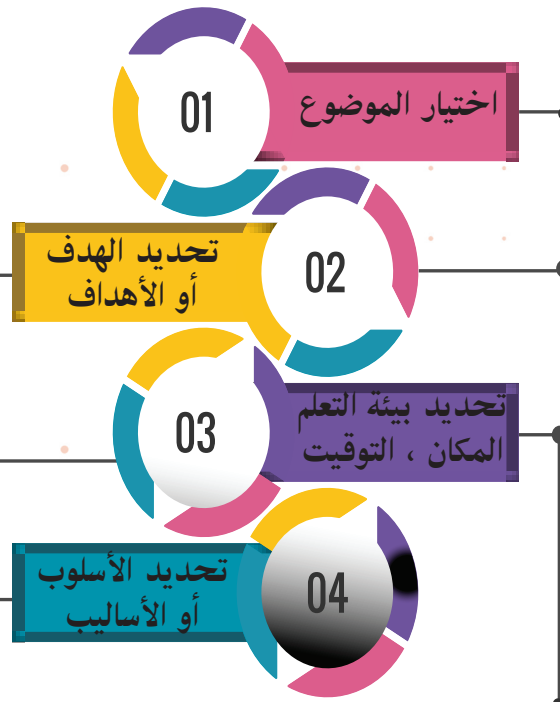 01
اختيار الموضوع
02
تحديد الهدف
أو الأهداف
03
تحديد بيئة التعلم
المكان ، التوقيت
04
تحديد الأسلوب
أو الأساليب